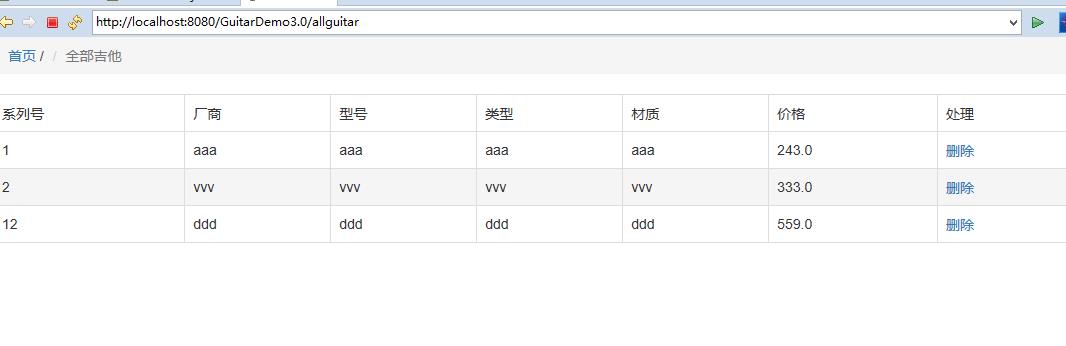 http://localhost:8080/GuitarDemo3.0/allguitar
首页 / / 全部吉他
系列号 厂商 型号 类型 材质 价格 处理
1 aaa aaa aaa aaa 243.0 删除
2 vvv vvv vvv vvv 333.0 删除
12 ddd ddd ddd ddd 559.0 删除